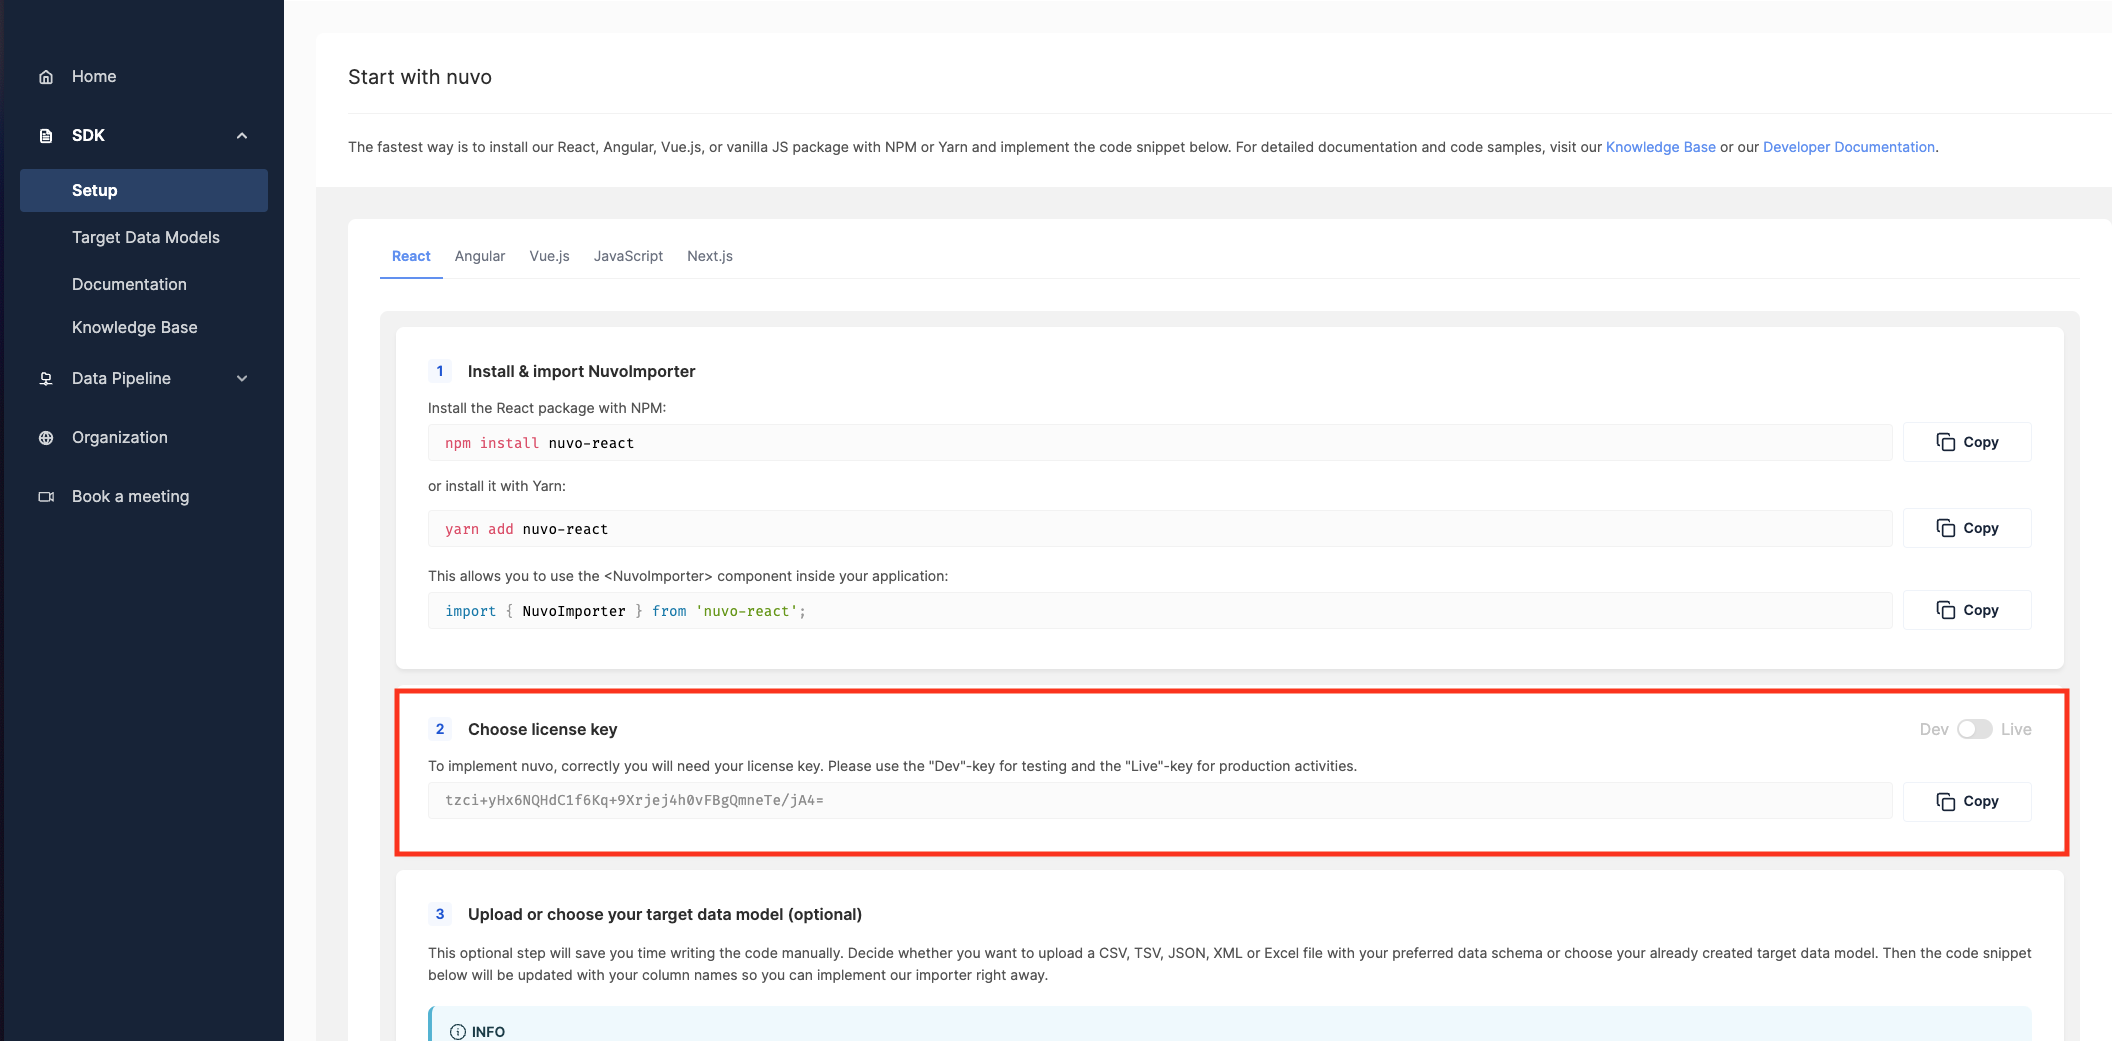 Home
SDK
Setup
Target Data Models
Documentation
Knowledge Base
Data Pipeline
Organization
Book a meeting
Start with nuvo
The fastest way is to install our React, Angular, Vue.js, or vanilla JS package with NPM or Yarn and implement the code snippet below. For detailed documentation and code samples, visit our Knowledge Base or our Developer Documentation.
React Angular Vue.js JavaScript Next.js
1 Install & import NuvoImporter
Install the React package with NPM:
npm install nuvo-react Copy
or install it with Yarn:
yarn add nuvo-react Copy
This allows you to use the <NuvoImporter> component inside your application:
import { NuvoImporter } from 'nuvo-react'; Copy
2 Choose license key Dev Live
To implement nuvo, correctly you will need your license key. Please use the "Dev"-key for testing and the "Live"-key for production activities.
tzci+yHx6NQHdC1f6Kq+9Xrjej4h0vFBgQmneTe/jA4= Copy
3 Upload or choose your target data model (optional)
This optional step will save you time writing the code manually. Decide whether you want to upload a CSV, TSV, JSON, XML or Excel file with your preferred data schema or choose your already created target data model. Then the code snippet
below will be updated with your column names so you can implement our importer right away.
INFO